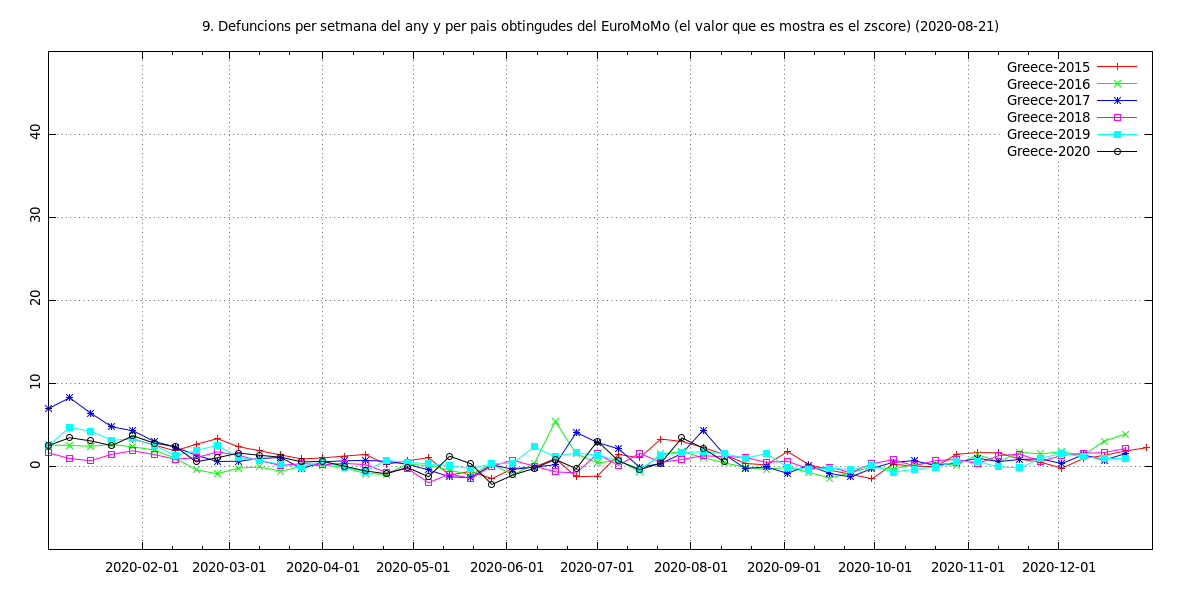 9. Defuncions per setmana del any y per pais obtingudes del EuroMoMo (el valor que es mostra es el zscore) (2020-08-21)
Greece-2015
Greece-2016
Greece-2017
Greece-2018
Greece-2019
Greece-2020
40
30
20
10
0
2020-02-01 2020-03-01 2020-04-01 2020-05-01 2020-06-01 2020-07-01 2020-08-01 2020-09-01 2020-10-01 2020-11-01 2020-12-01